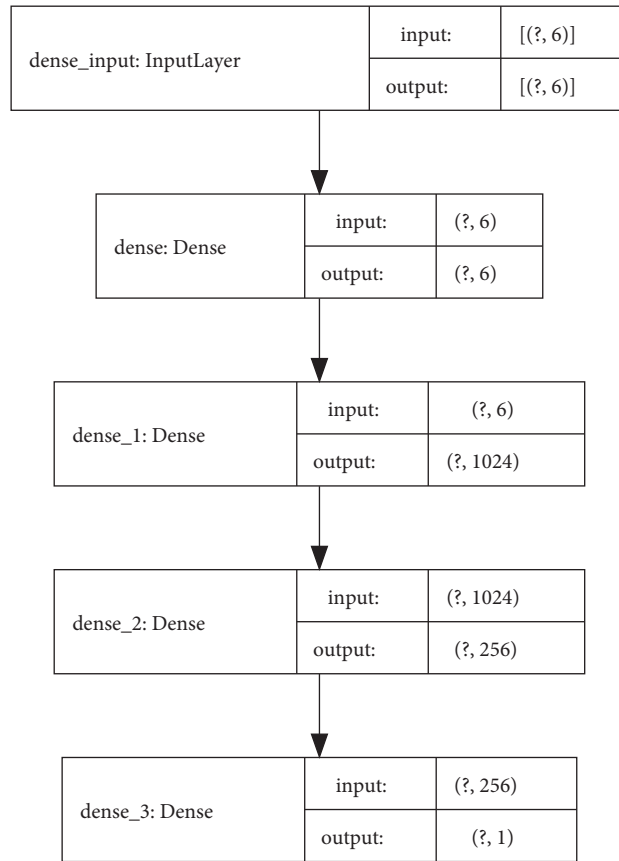 dense_input: InputLayer
input: [(?, 6)]
output: [(?, 6)]
dense: Dense
input: (?, 6)
output: (?, 6)
dense_1: Dense
input: (?, 6)
output: (?, 1024)
dense_2: Dense
input: (?, 1024)
output: (?, 256)
dense_3: Dense
input: (?, 256)
output: (?, 1)